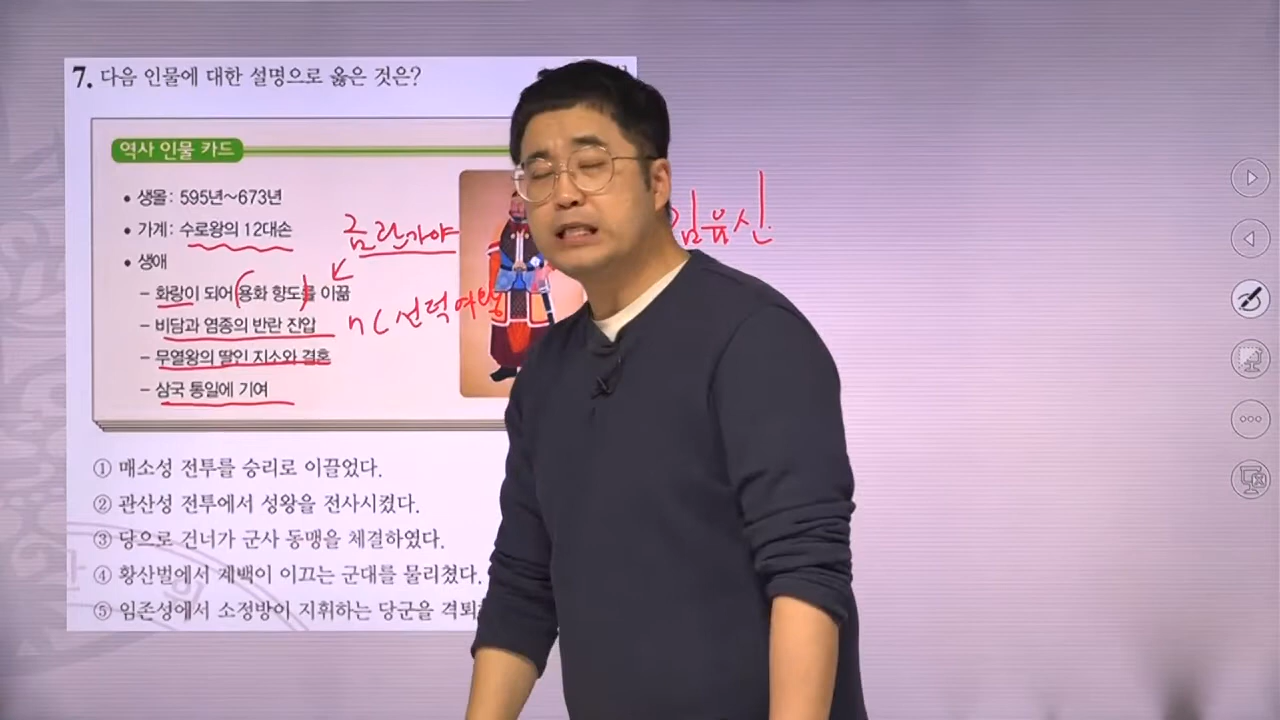 7. 다음 인물에 대한 설명으로 옳은 것은?
역사 인물 카드
• 생몰: 595년~673년
• 가계: 수로왕의 12대손
금관가야
김유신
• 생애
- 화랑이 되어 (용화 향도)를 이끎
- 비담과 염종의 반란 진압
선덕여왕
- 무열왕의 딸인 지소와 결혼
- 삼국 통일에 기여
① 매소성 전투를 승리로 이끌었다.
② 관산성 전투에서 성왕을 전사시켰다.
③ 당으로 건너가 군사 동맹을 체결하였다.
④ 황산벌에서 계백이 이끄는 군대를 물리쳤다.
⑤ 임존성에서 소정방이 지휘하는 당군을 격퇴